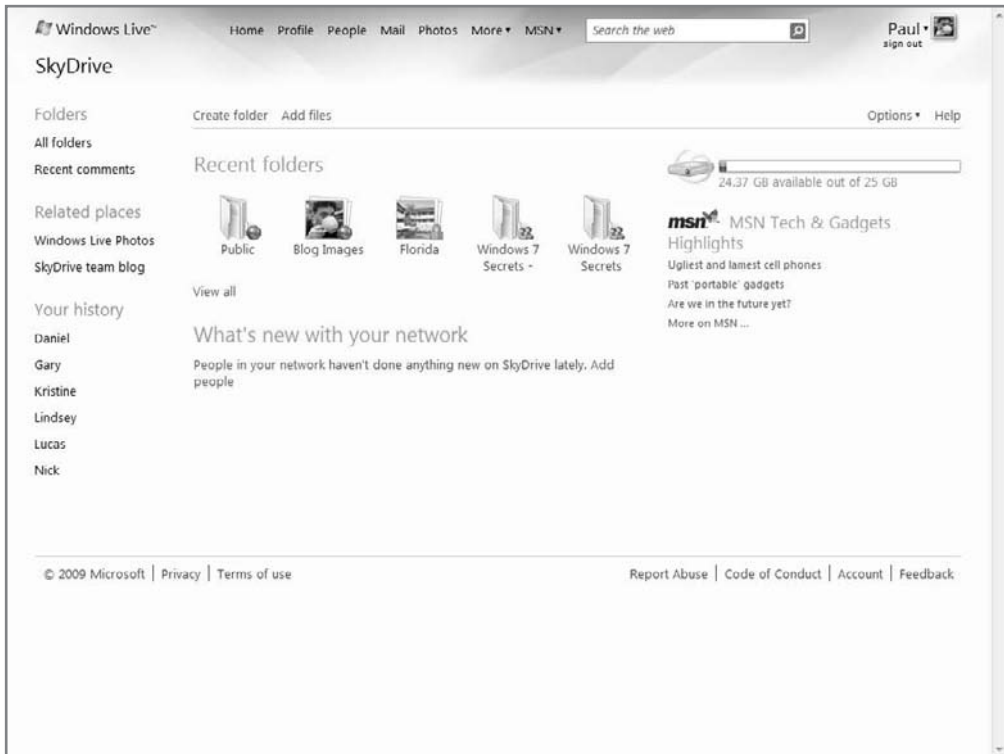 Windows Live™
Home Profile People Mail Photos More MSN
Search the web
Paul
sign out
SkyDrive
Folders
All folders
Recent comments
Related places
Windows Live Photos
SkyDrive team blog
Your history
Daniel
Gary
Kristine
Lindsey
Lucas
Nick
Create folder Add files
Options Help
Recent folders
Public
Blog Images
Florida
Windows 7
Secrets -
Windows 7
Secrets
View all
What's new with your network
People in your network haven't done anything new on SkyDrive lately. Add
people
24.37 GB available out of 25 GB
msn MSN Tech & Gadgets
Highlights
Ugliest and lamest cell phones
Past 'portable' gadgets
Are we in the future yet?
More on MSN ...
© 2009 Microsoft | Privacy | Terms of use
Report Abuse | Code of Conduct | Account | Feedback